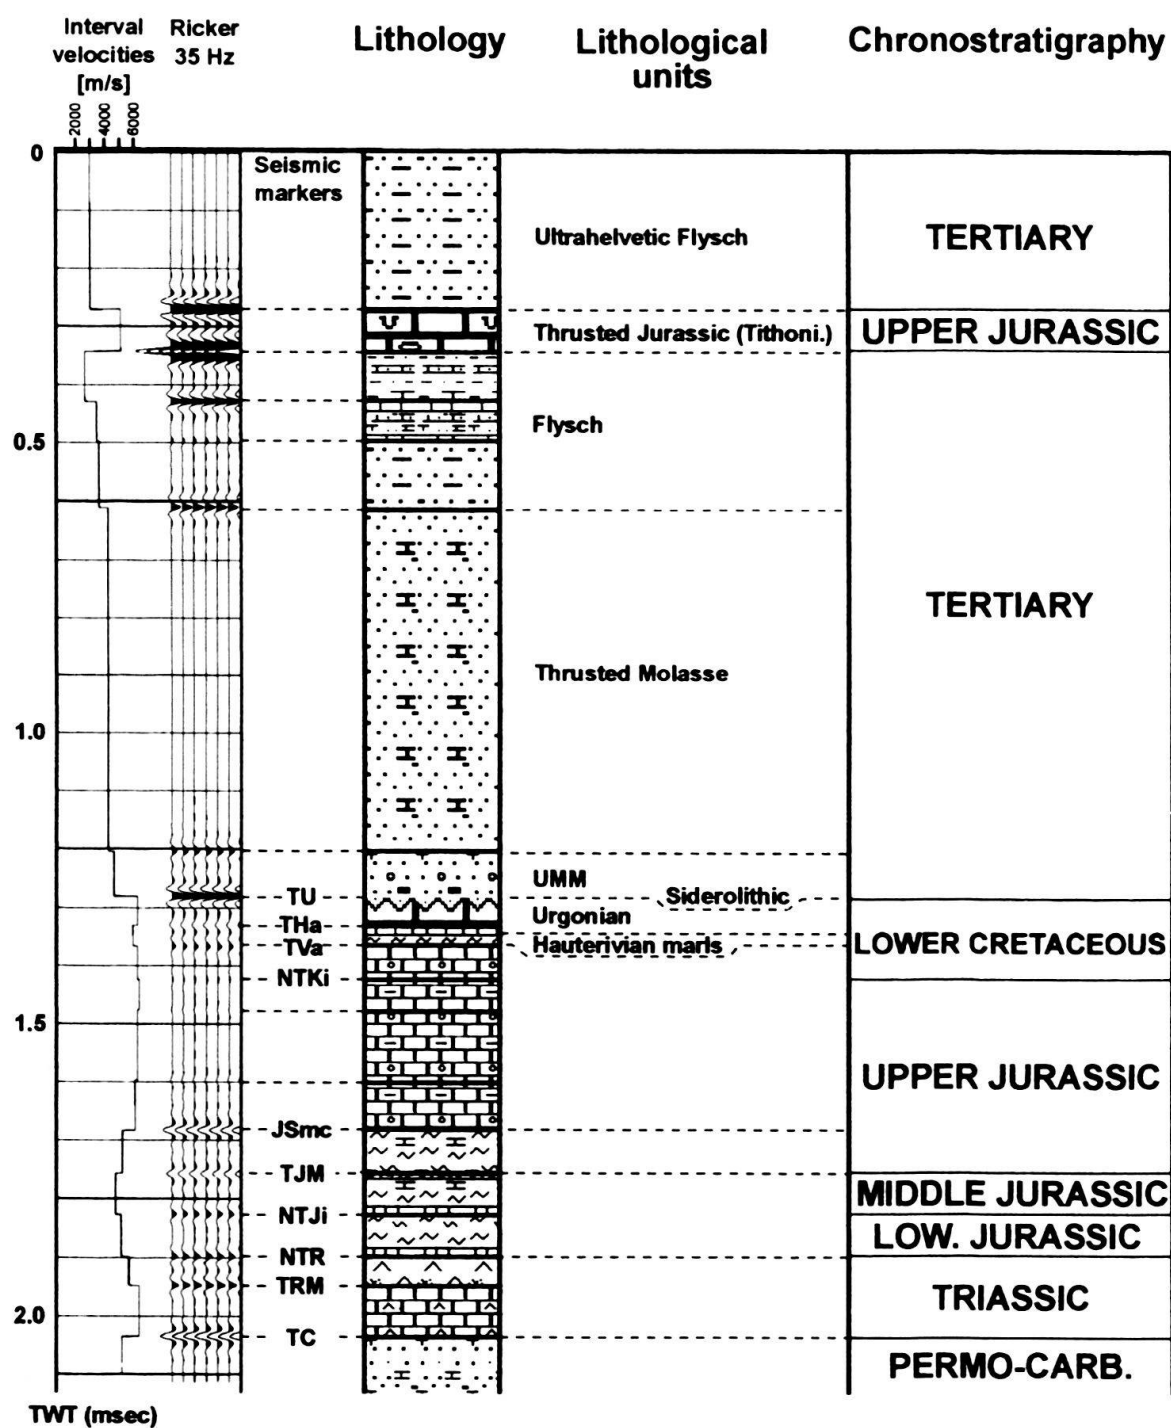 Interval
velocities
[m/s]
Ricker
35 Hz
Lithology
Lithological
units
Chronostratigraphy
2000
4000
6000
0
Seismic
markers
Ultrahelvetic Flysch
TERTIARY
Thrusted Jurassic (Tithoni.)
UPPER JURASSIC
0.5
Flysch
TERTIARY
Thrusted Molasse
1.0
UMM
TU
Siderolithic
Urgonian
THa
TVa
Hauterivian marls
LOWER CRETACEOUS
NTKi
1.5
UPPER JURASSIC
JSmc
TJM
MIDDLE JURASSIC
NTJi
LOW. JURASSIC
NTR
TRM
TRIASSIC
2.0
TC
PERMO-CARB.
TWT (msec)